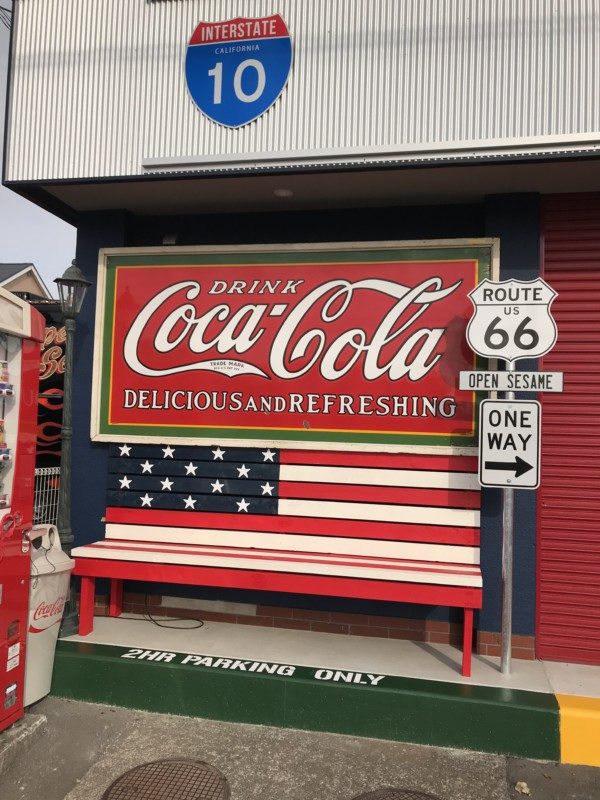 INTERSTATE
CALIFORNIA
10
DRINK
Coca-Cola
TRADE MARK
DELICIOUS AND REFRESHING
ROUTE
US
66
OPEN SESAME
ONE
WAY
Coca-Cola
2HR PARKING ONLY